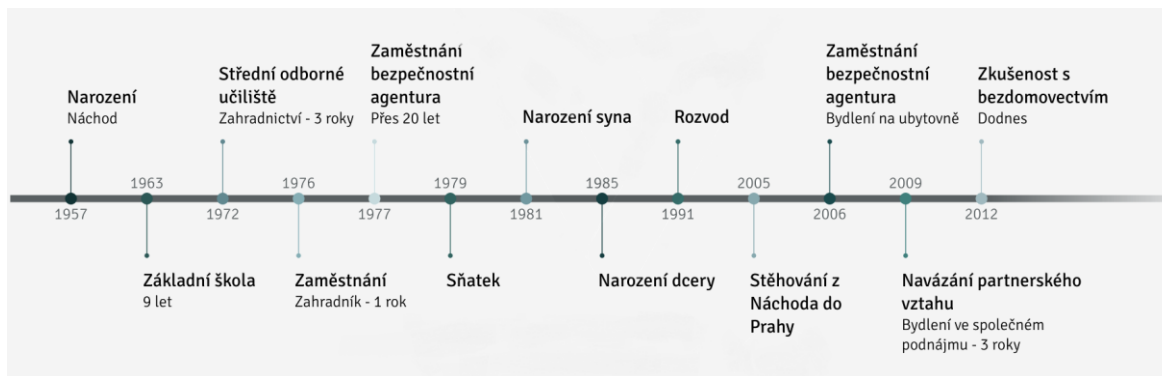 Narození
Náchod
1957
1963
Základní škola
9 let
Střední odborné
učiliště
Zahradnictví - 3 roky
1972
1976
Zaměstnání
Zahradník - 1 rok
Zaměstnání
bezpečnostní
agentura
Přes 20 let
1977
1979
Sňatek
Narození syna
1981
1985
Narození dcery
Rozvod
1991
2005
Stěhování z
Náchoda do
Prahy
Zaměstnání
bezpečnostní
agentura
Bydlení na ubytovně
2006
2009
Navázání partnerského
vztahu
Bydlení ve společném
podnájmu - 3 roky
Zkušenost s
bezdomovectvím
Dodnes
2012